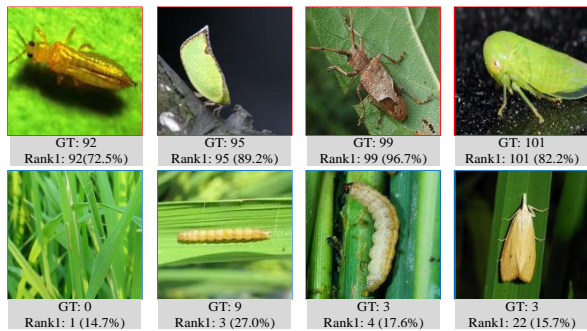 GT: 92
Rank1: 92(72.5%)
GT: 95
Rank1: 95 (89.2%)
GT: 99
Rank1: 99 (96.7%)
GT: 101
Rank1: 101 (82.2%)
GT: 0
Rank1: 1 (14.7%)
GT: 9
Rank1: 3 (27.0%)
GT: 3
Rank1: 4 (17.6%)
GT: 3
Rank1: 22 (15.7%)